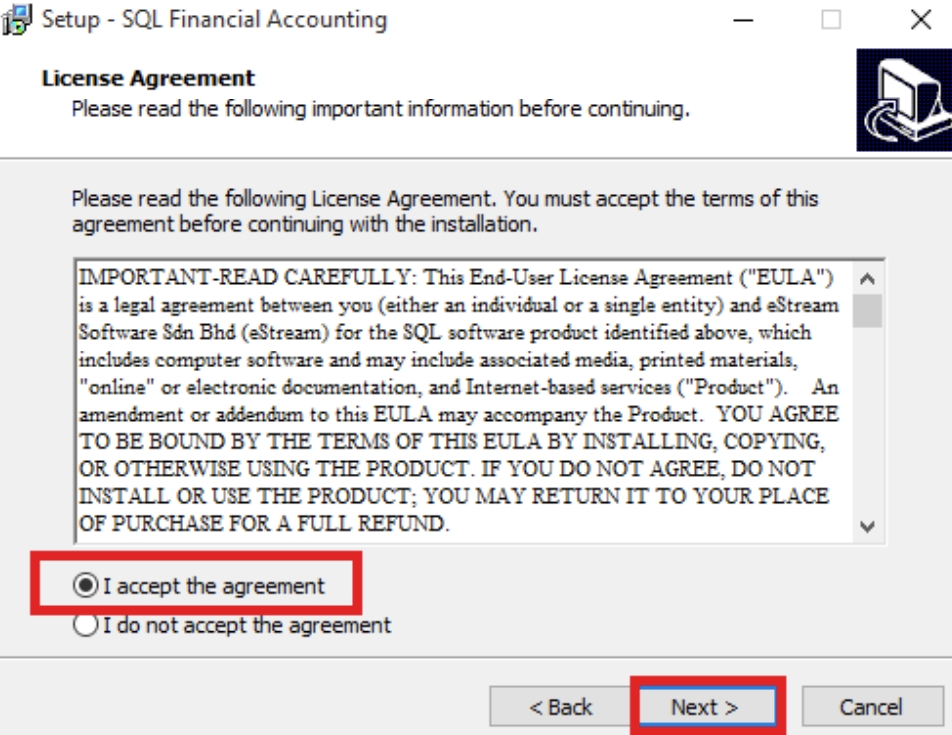 Setup - SQL Financial Accounting
License Agreement
Please read the following important information before continuing.
Please read the following License Agreement. You must accept the terms of this
agreement before continuing with the installation.
IMPORTANT-READ CAREFULLY: This End-User License Agreement ("EULA")
is a legal agreement between you (either an individual or a single entity) and eStream
Software Sdn Bhd (eStream) for the SQL software product identified above, which
includes computer software and may include associated media, printed materials,
"online" or electronic documentation, and Internet-based services ("Product").   An
amendment or addendum to this EULA may accompany the Product.  YOU AGREE
TO BE BOUND BY THE TERMS OF THIS EULA BY INSTALLING, COPYING,
OR OTHERWISE USING THE PRODUCT. IF YOU DO NOT AGREE, DO NOT
INSTALL OR USE THE PRODUCT; YOU MAY RETURN IT TO YOUR PLACE
OF PURCHASE FOR A FULL REFUND.
I accept the agreement
I do not accept the agreement
< Back Next > Cancel